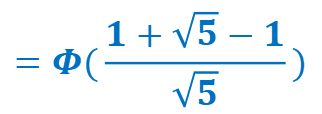 = Φ((1 + √5 − 1)/√5)